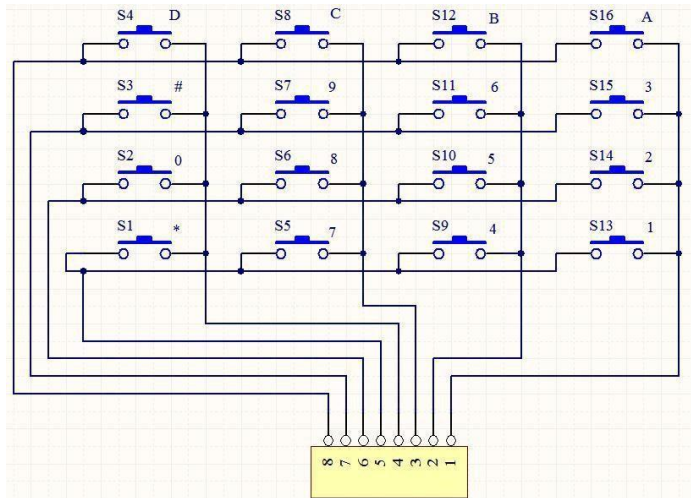 S4 D S8 C S12 B S16 A
S3 # S7 9 S11 6 S15 3
S2 0 S6 8 S10 5 S14 2
S1 * S5 7 S9 4 S13 1
8 7 6 5 4 3 2 1